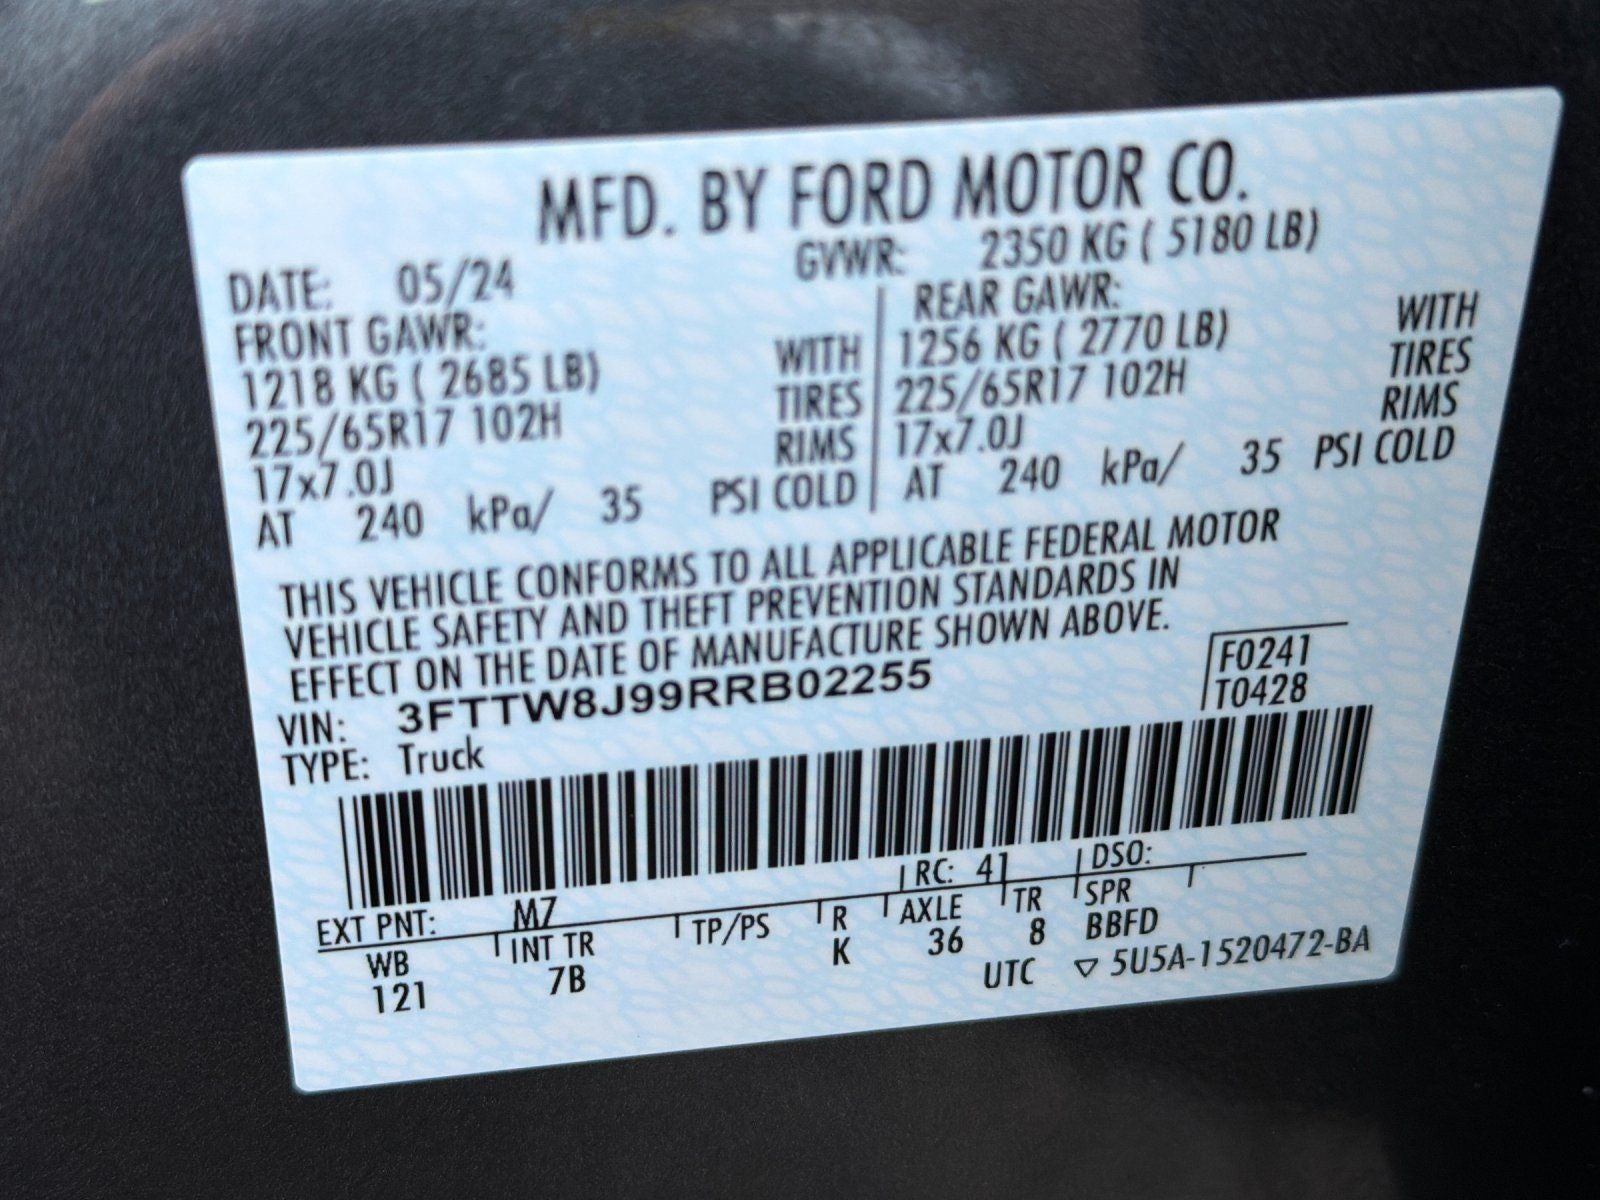 MFD. BY FORD MOTOR CO.
DATE: 05/24 GVWR: 2350 KG ( 5180 LB)
FRONT GAWR: REAR GAWR:
1218 KG ( 2685 LB) WITH 1256 KG ( 2770 LB) WITH
225/65R17 102H TIRES 225/65R17 102H TIRES
17x7.0J RIMS 17x7.0J RIMS
AT 240 kPa/ 35 PSI COLD AT 240 kPa/ 35 PSI COLD
THIS VEHICLE CONFORMS TO ALL APPLICABLE FEDERAL MOTOR
VEHICLE SAFETY AND THEFT PREVENTION STANDARDS IN
EFFECT ON THE DATE OF MANUFACTURE SHOWN ABOVE.
VIN: 3FTTW8J99RRB02255 F0241
TYPE: Truck T0428
EXT PNT: M7 RC: 41 DSO:
WB INT TR TP/PS R AXLE TR SPR
121 7B K 36 8 BBFD
UTC ▽ 5U5A-1520472-BA